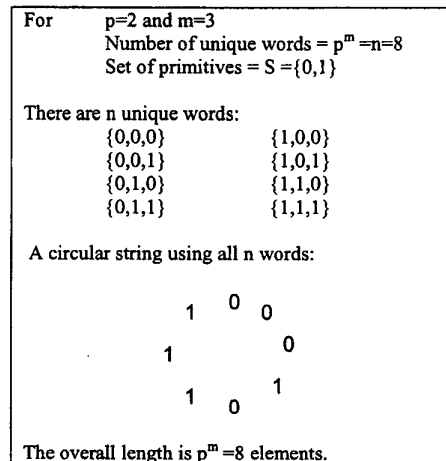 For p=2 and m=3
Number of unique words = p^m =n=8
Set of primitives = S ={0,1}
There are n unique words:
{0,0,0} {1,0,0}
{0,0,1} {1,0,1}
{0,1,0} {1,1,0}
{0,1,1} {1,1,1}
A circular string using all n words:
1 0 0
1 0
1 0 1
The overall length is p^m =8 elements.